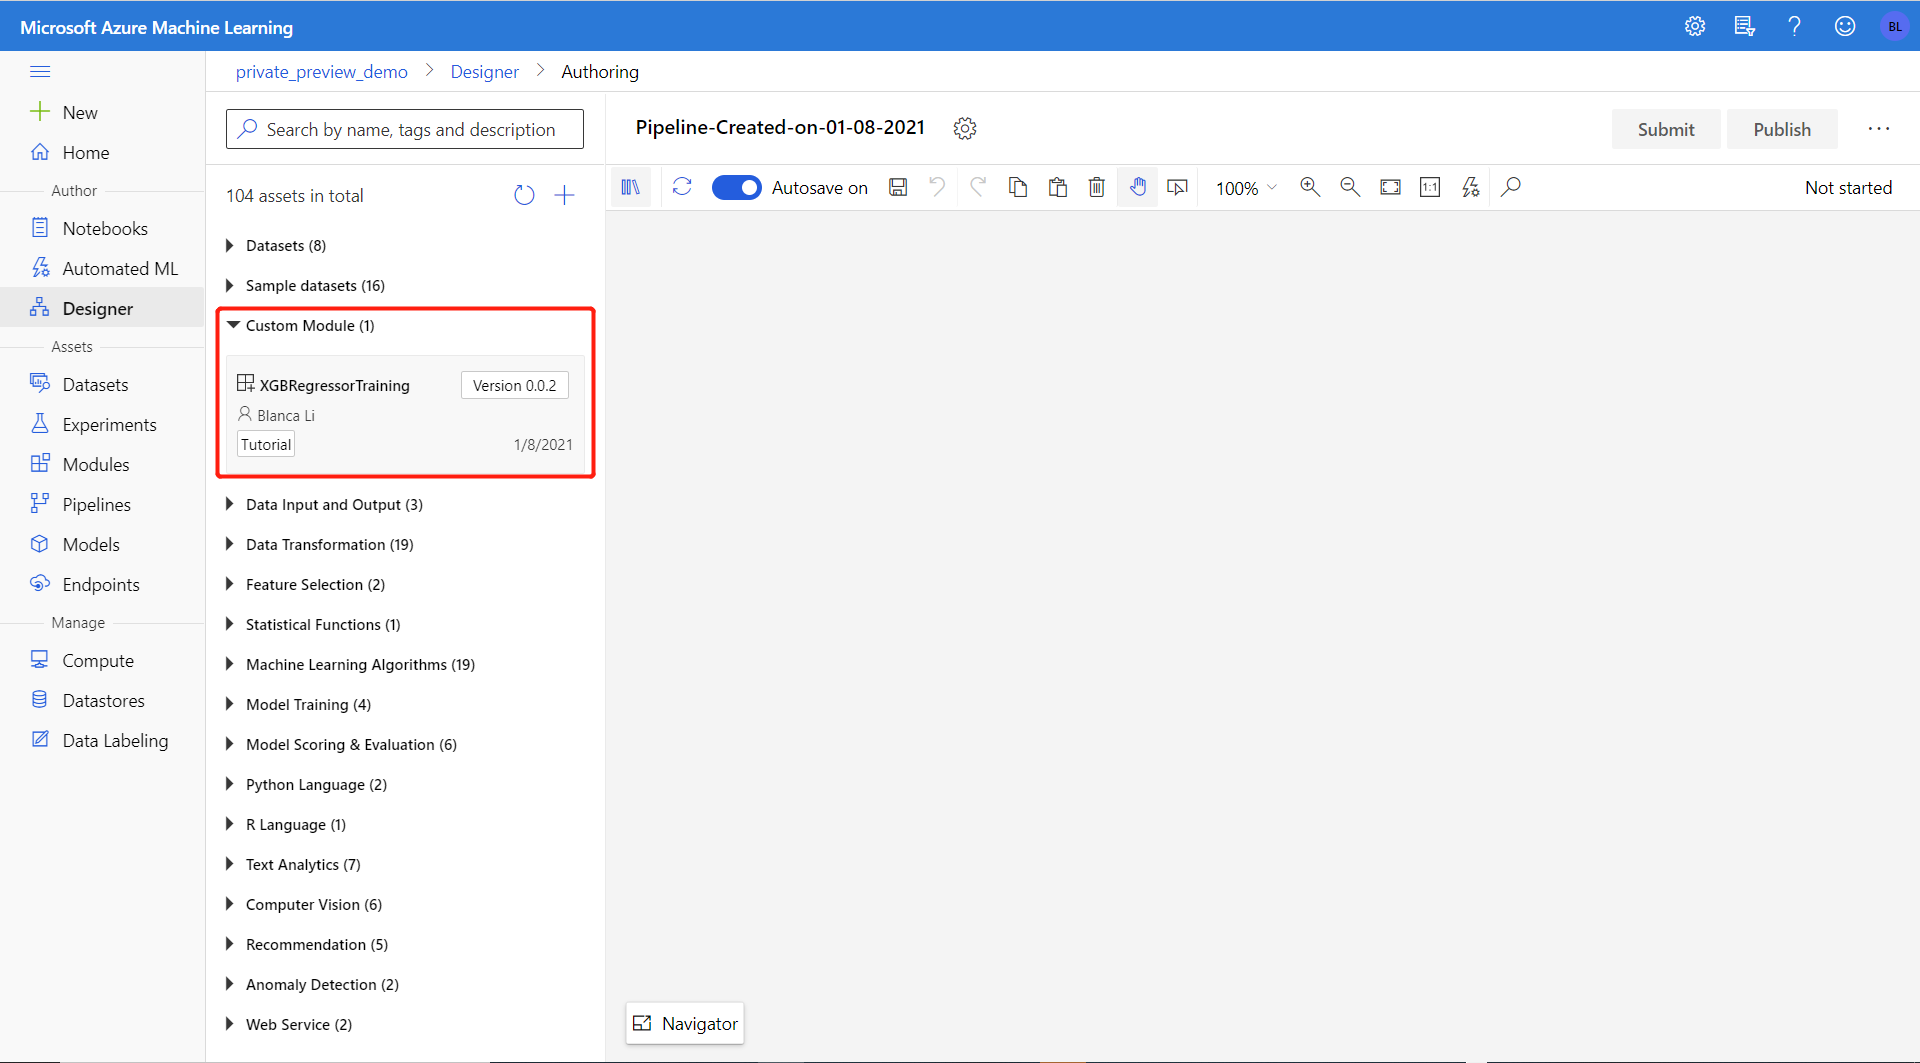 Microsoft Azure Machine Learning
BL
New
Home
Author
Notebooks
Automated ML
Designer
Assets
Datasets
Experiments
Modules
Pipelines
Models
Endpoints
Manage
Compute
Datastores
Data Labeling
private_preview_demo > Designer > Authoring
Search by name, tags and description
104 assets in total
Datasets (8)
Sample datasets (16)
Custom Module (1)
XGBRegressorTraining Version 0.0.2
Blanca Li
Tutorial 1/8/2021
Data Input and Output (3)
Data Transformation (19)
Feature Selection (2)
Statistical Functions (1)
Machine Learning Algorithms (19)
Model Training (4)
Model Scoring & Evaluation (6)
Python Language (2)
R Language (1)
Text Analytics (7)
Computer Vision (6)
Recommendation (5)
Anomaly Detection (2)
Web Service (2)
Pipeline-Created-on-01-08-2021
Submit Publish ...
Autosave on 100% 1:1 Not started
Navigator